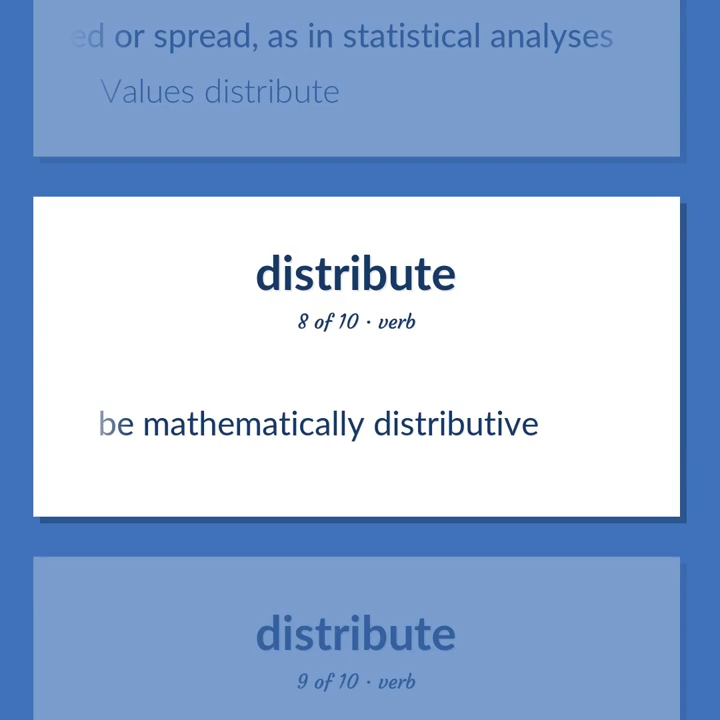 ed or spread, as in statistical analyses
Values distribute
distribute
8 of 10 · verb
be mathematically distributive
distribute
9 of 10 · verb